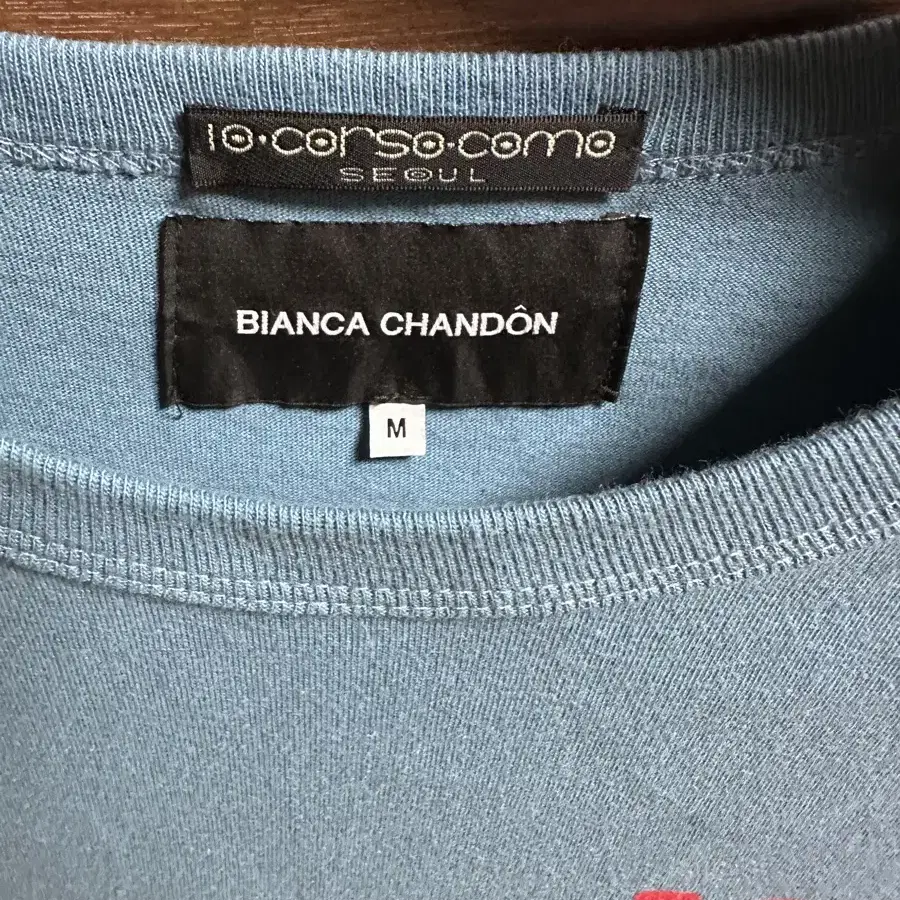 10·corso·como
SEOUL
BIANCA CHANDÔN
M